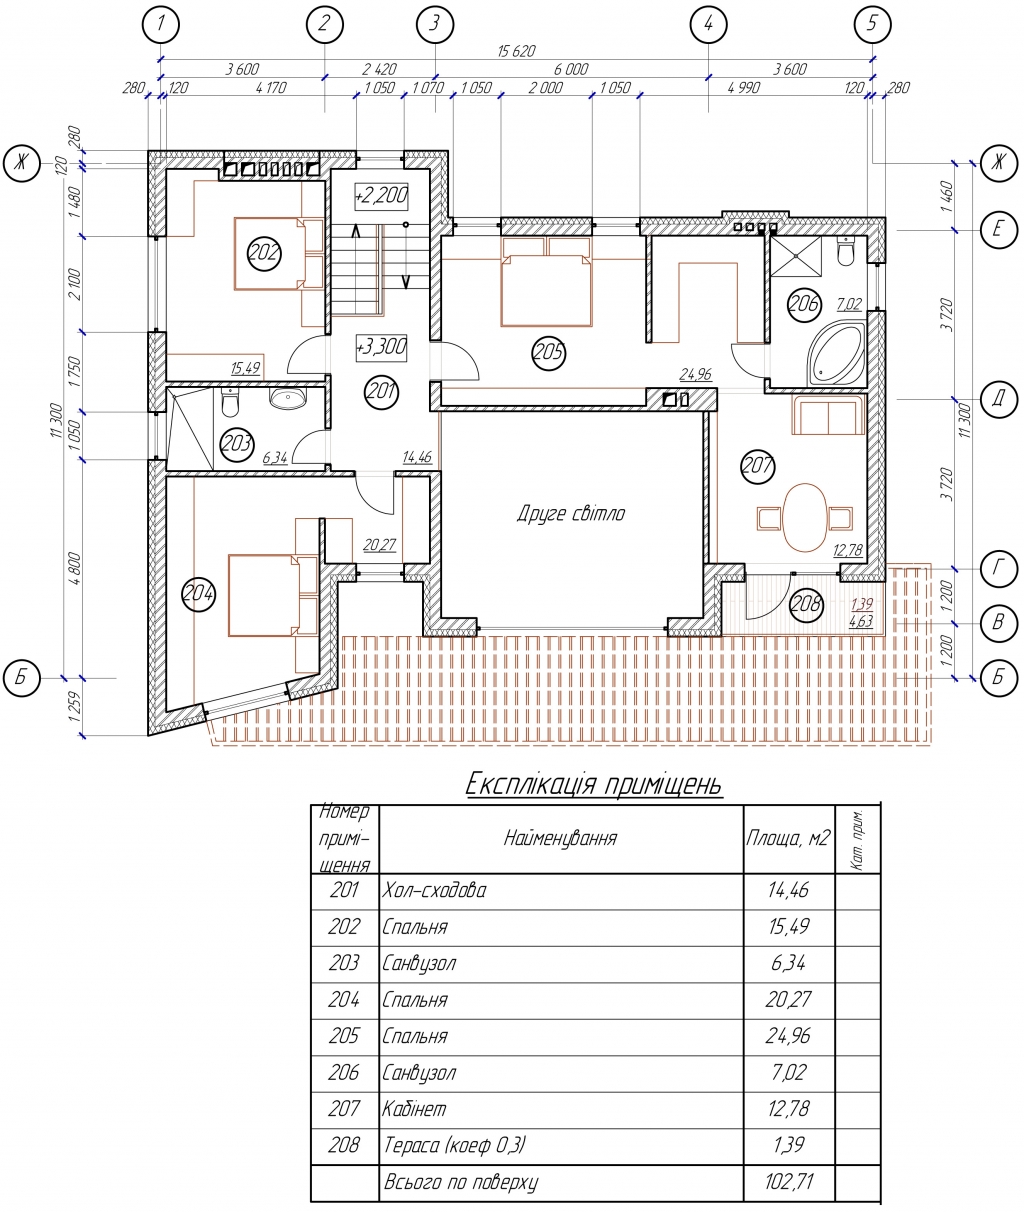 1 2 3 4 5
15 620
3 600 2 420 6 000 3 600
280 120 4 170 1 050 1 070 1 050 2 000 1 050 4 990 120 280
Ж 280 120 1 480 2 100 1 750 1 050 4 800 1 259 11 300 Б
Ж Е Д Г В Б
1 460 3 720 3 720 1 200 1 200 11 300
+2,200
202
15,49
+3,300
201
14,46
205
24,96
206
7,02
203
6,34
207
12,78
Друге світло
20,27
204
208
1,39
4,63
Експлікація приміщень
Номер примі-щення Найменування Площа, м2 Кат. прим.
201 Хол-сходова 14,46
202 Спальня 15,49
203 Санвузол 6,34
204 Спальня 20,27
205 Спальня 24,96
206 Санвузол 7,02
207 Кабінет 12,78
208 Тераса (коеф 0,3) 1,39
Всього по поверху 102,71